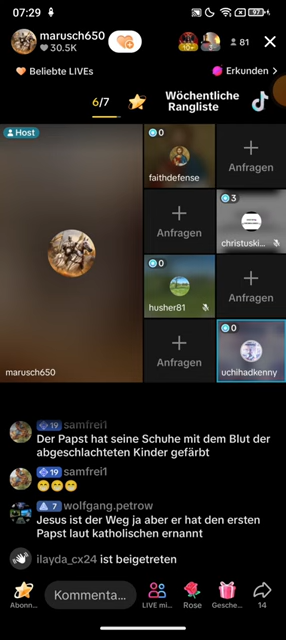 07:29
97
marusch650
30.5K
10+
3
81
Beliebte LIVEs
Erkunden
6/7
Wöchentliche
Rangliste
Host
0
faithdefense
Anfragen
Anfragen
3
christuski...
0
husher81
Anfragen
Anfragen
0
uchihadkenny
marusch650
19 samfrei1
Der Papst hat seine Schuhe mit dem Blut der
abgeschlachteten Kinder gefärbt
19 samfrei1
7 wolfgang.petrow
Jesus ist der Weg ja aber er hat den ersten
Papst laut katholischen ernannt
ilayda_cx24 ist beigetreten
Abonn...
Kommenta...
LIVE mi...
Rose
Gesche...
14